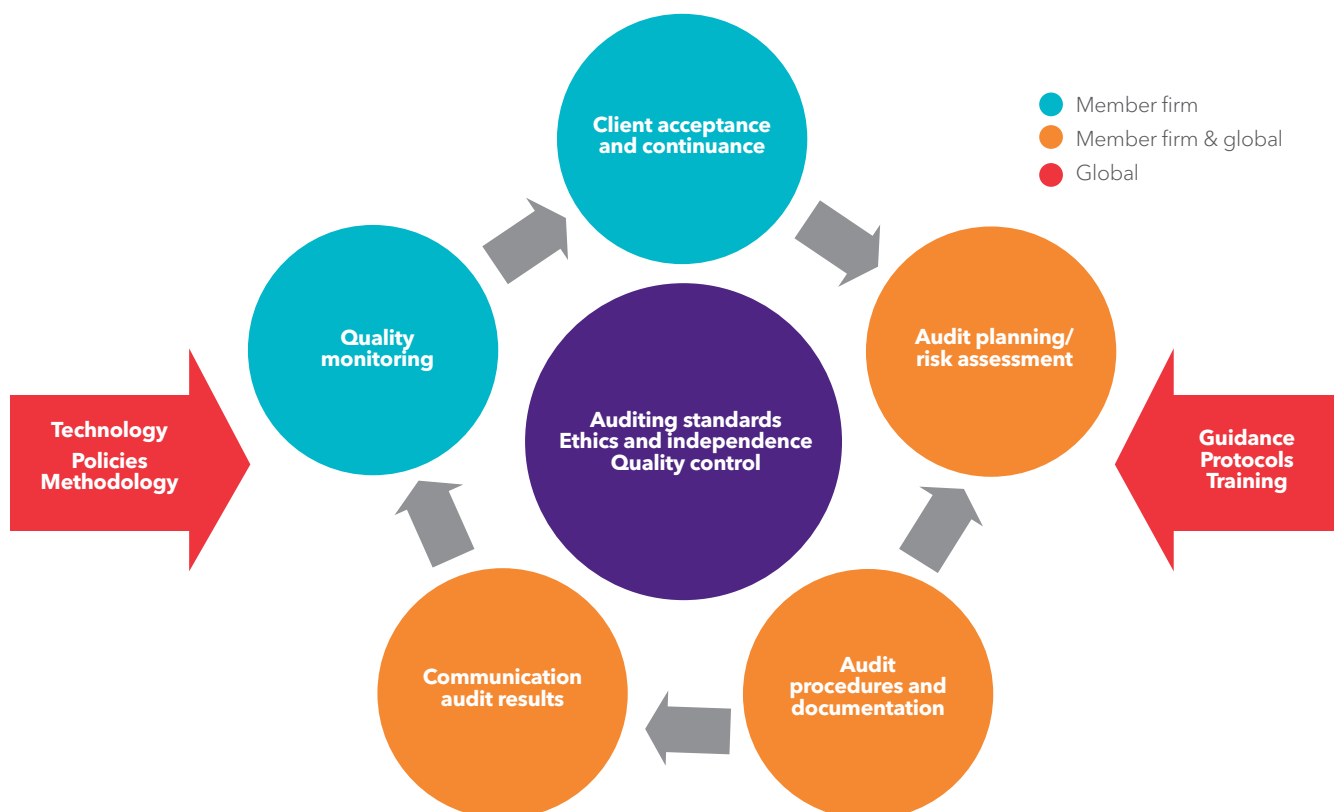 Client acceptance
and continuance
Member firm
Member firm & global
Global
Quality
monitoring
Audit planning/
risk assessment
Technology
Policies
Methodology
Auditing standards
Ethics and independence
Quality control
Guidance
Protocols
Training
Communication
audit results
Audit
procedures and
documentation